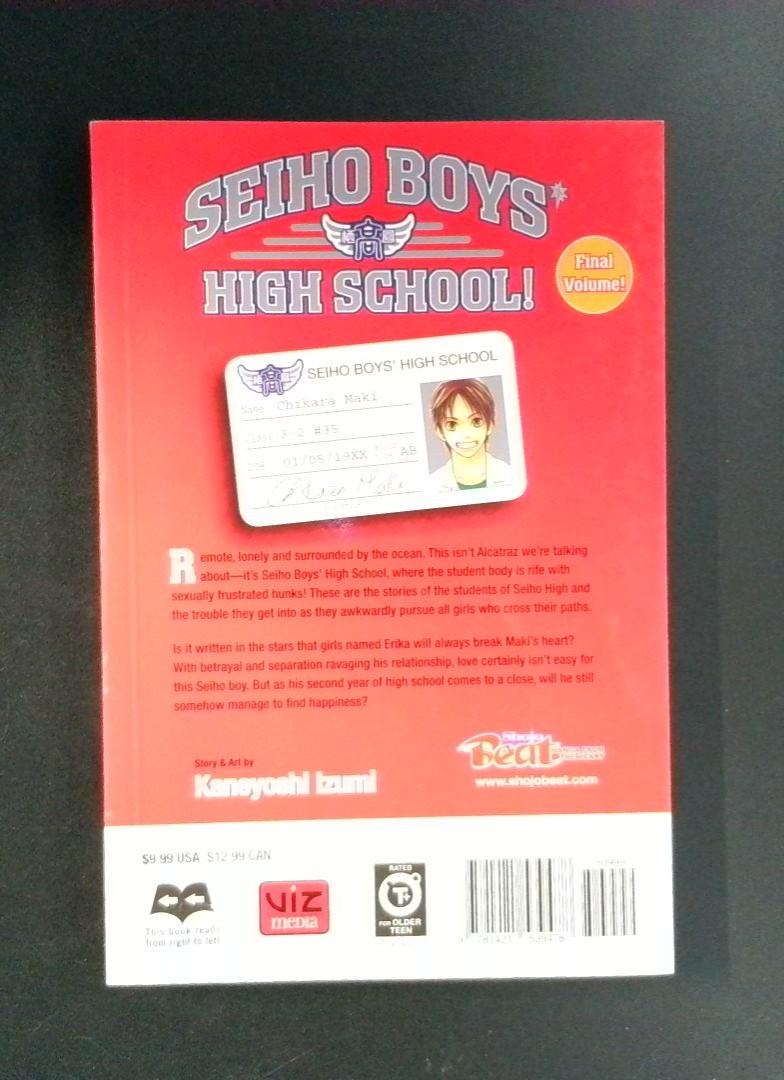 SEIHO BOYS'
HIGH SCHOOL!
Final
Volume!
SEIHO BOYS' HIGH SCHOOL
Name Chikara Maki
Class 3-2 #35
01/05/19XX AB
Chikara Maki
Remote, lonely and surrounded by the ocean. This isn't Alcatraz we're talking
about—it's Seiho Boys' High School, where the student body is rife with
sexually frustrated hunks! These are the stories of the students of Seiho High and
the trouble they get into as they awkwardly pursue all girls who cross their paths.
Is it written in the stars that girls named Erika will always break Maki's heart?
With betrayal and separation ravaging his relationship, love certainly isn't easy for
this Seiho boy. But as his second year of high school comes to a close, will he still
somehow manage to find happiness?
Story & Art by
Kaneyoshi Izumi
Shojo
Beat
MANGA FROM
THE HEART
www.shojobeat.com
$9.99 USA $12.99 CAN
This book reads
from right to left
VIZ
media
RATED
T+
FOR OLDER
TEEN